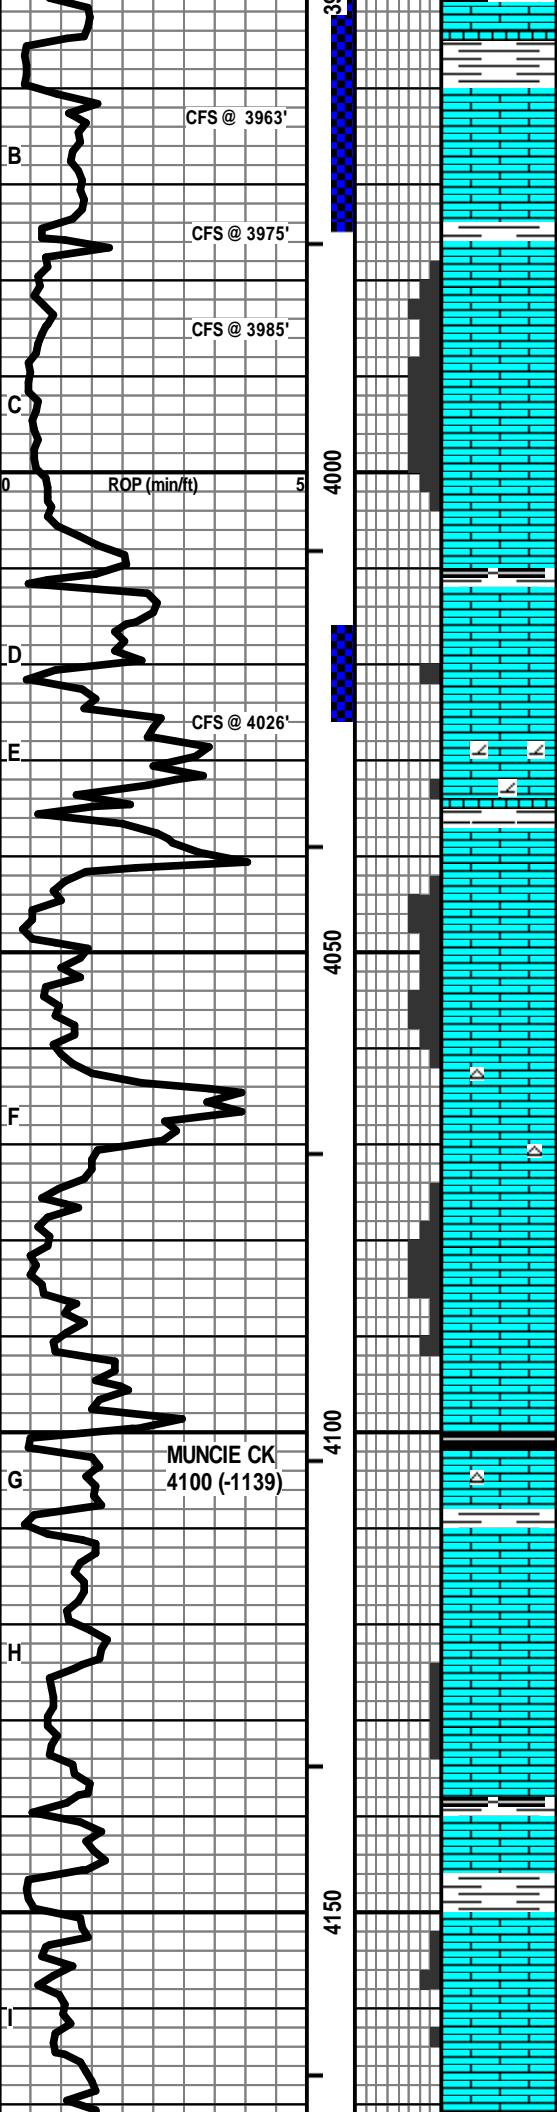 39
CFS @ 3963'
B
CFS @ 3975'
CFS @ 3985'
C
4000
0 ROP (min/ft) 5
D
CFS @ 4026'
E
4050
F
4100
MUNCIE CK
4100 (-1139)
G
H
4150
I